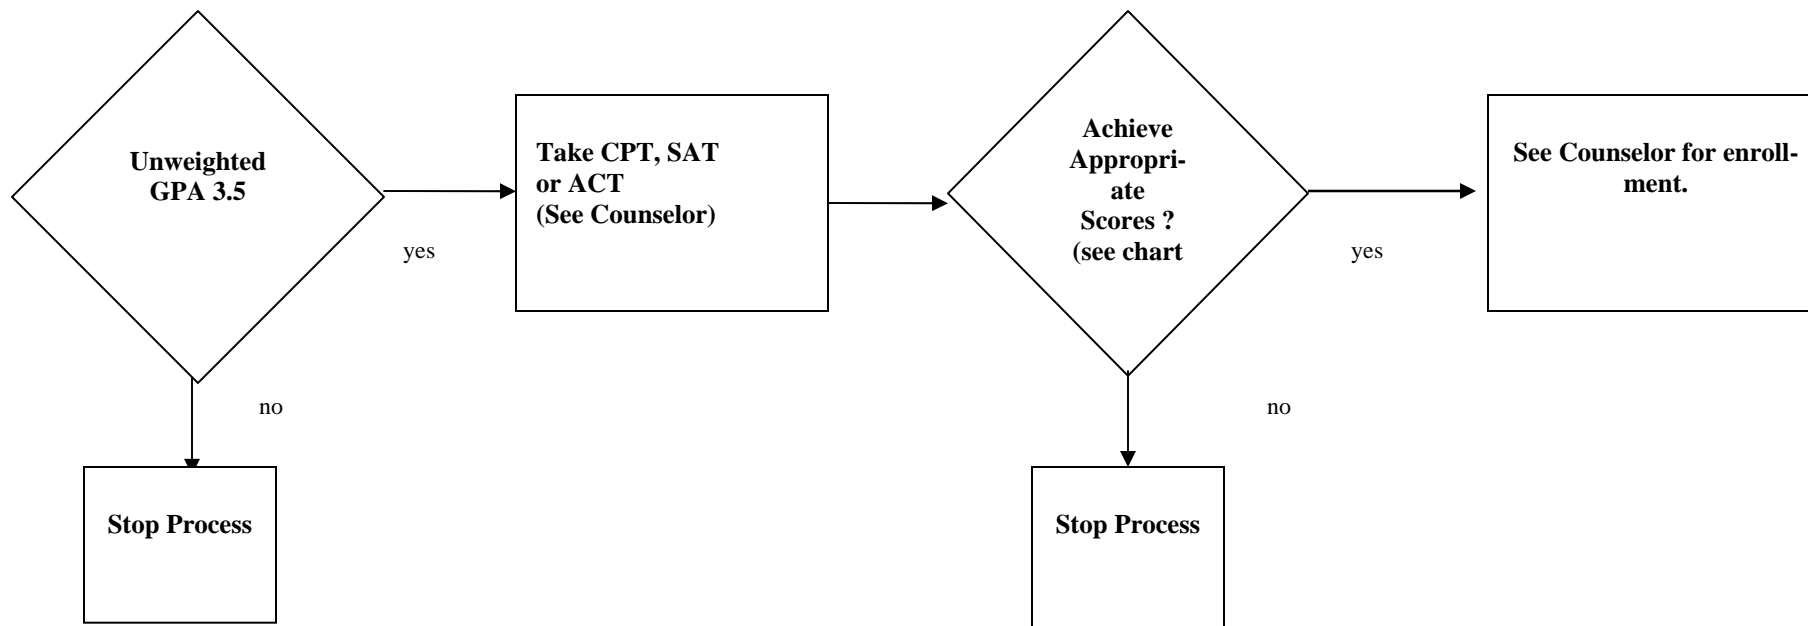 Unweighted
GPA 3.5
yes
no
Stop Process
Take CPT, SAT
or ACT
(See Counselor)
Achieve
Appropri-
ate
Scores ?
(see chart
yes
no
Stop Process
See Counselor for enroll-
ment.